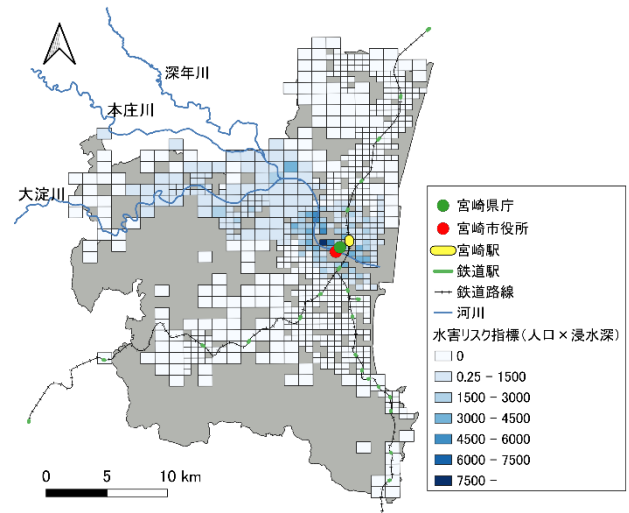 深年川
本庄川
大淀川
宮崎県庁
宮崎市役所
宮崎駅
鉄道駅
鉄道路線
河川
水害リスク指標(人口×浸水深)
0
0.25 - 1500
1500 - 3000
3000 - 4500
4500 - 6000
6000 - 7500
7500 -
0 5 10 km